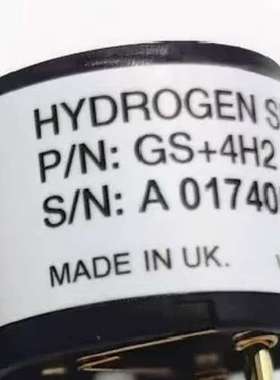 HYDROGEN S
P/N: GS+4H2
S/N: A 01740
MADE IN UK.